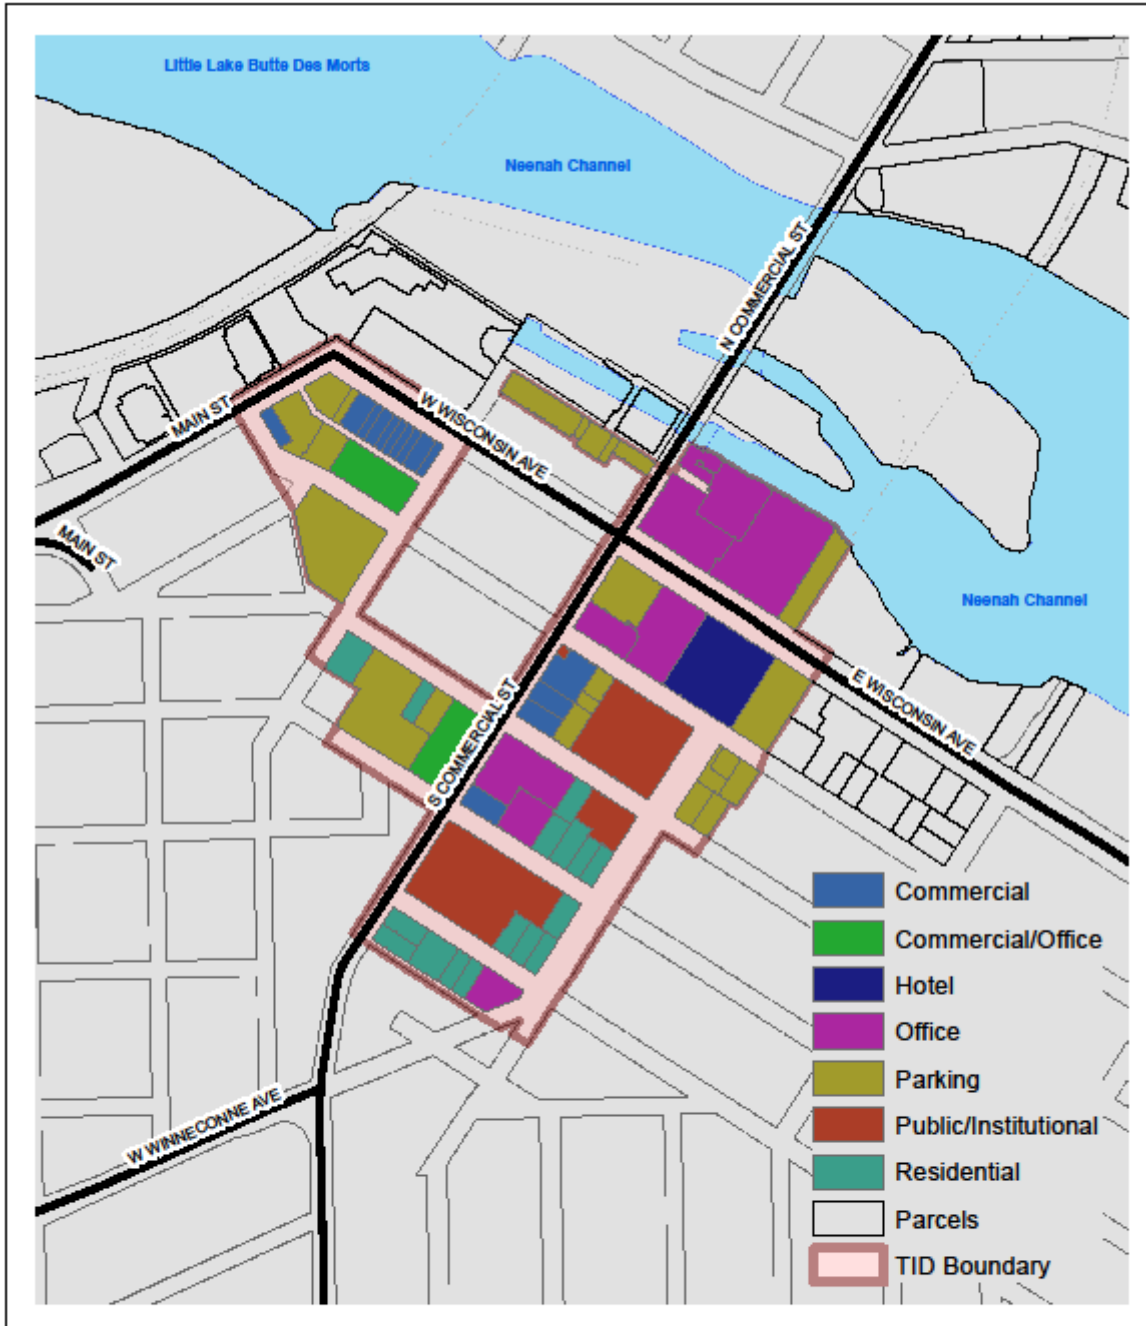 Little Lake Butte Des Morts
Neenah Channel
N COMMERCIAL ST
MAIN ST
W WISCONSIN AVE
MAIN ST
Neenah Channel
E WISCONSIN AVE
S COMMERCIAL ST
W WINNECONNE AVE
Commercial
Commercial/Office
Hotel
Office
Parking
Public/Institutional
Residential
Parcels
TID Boundary